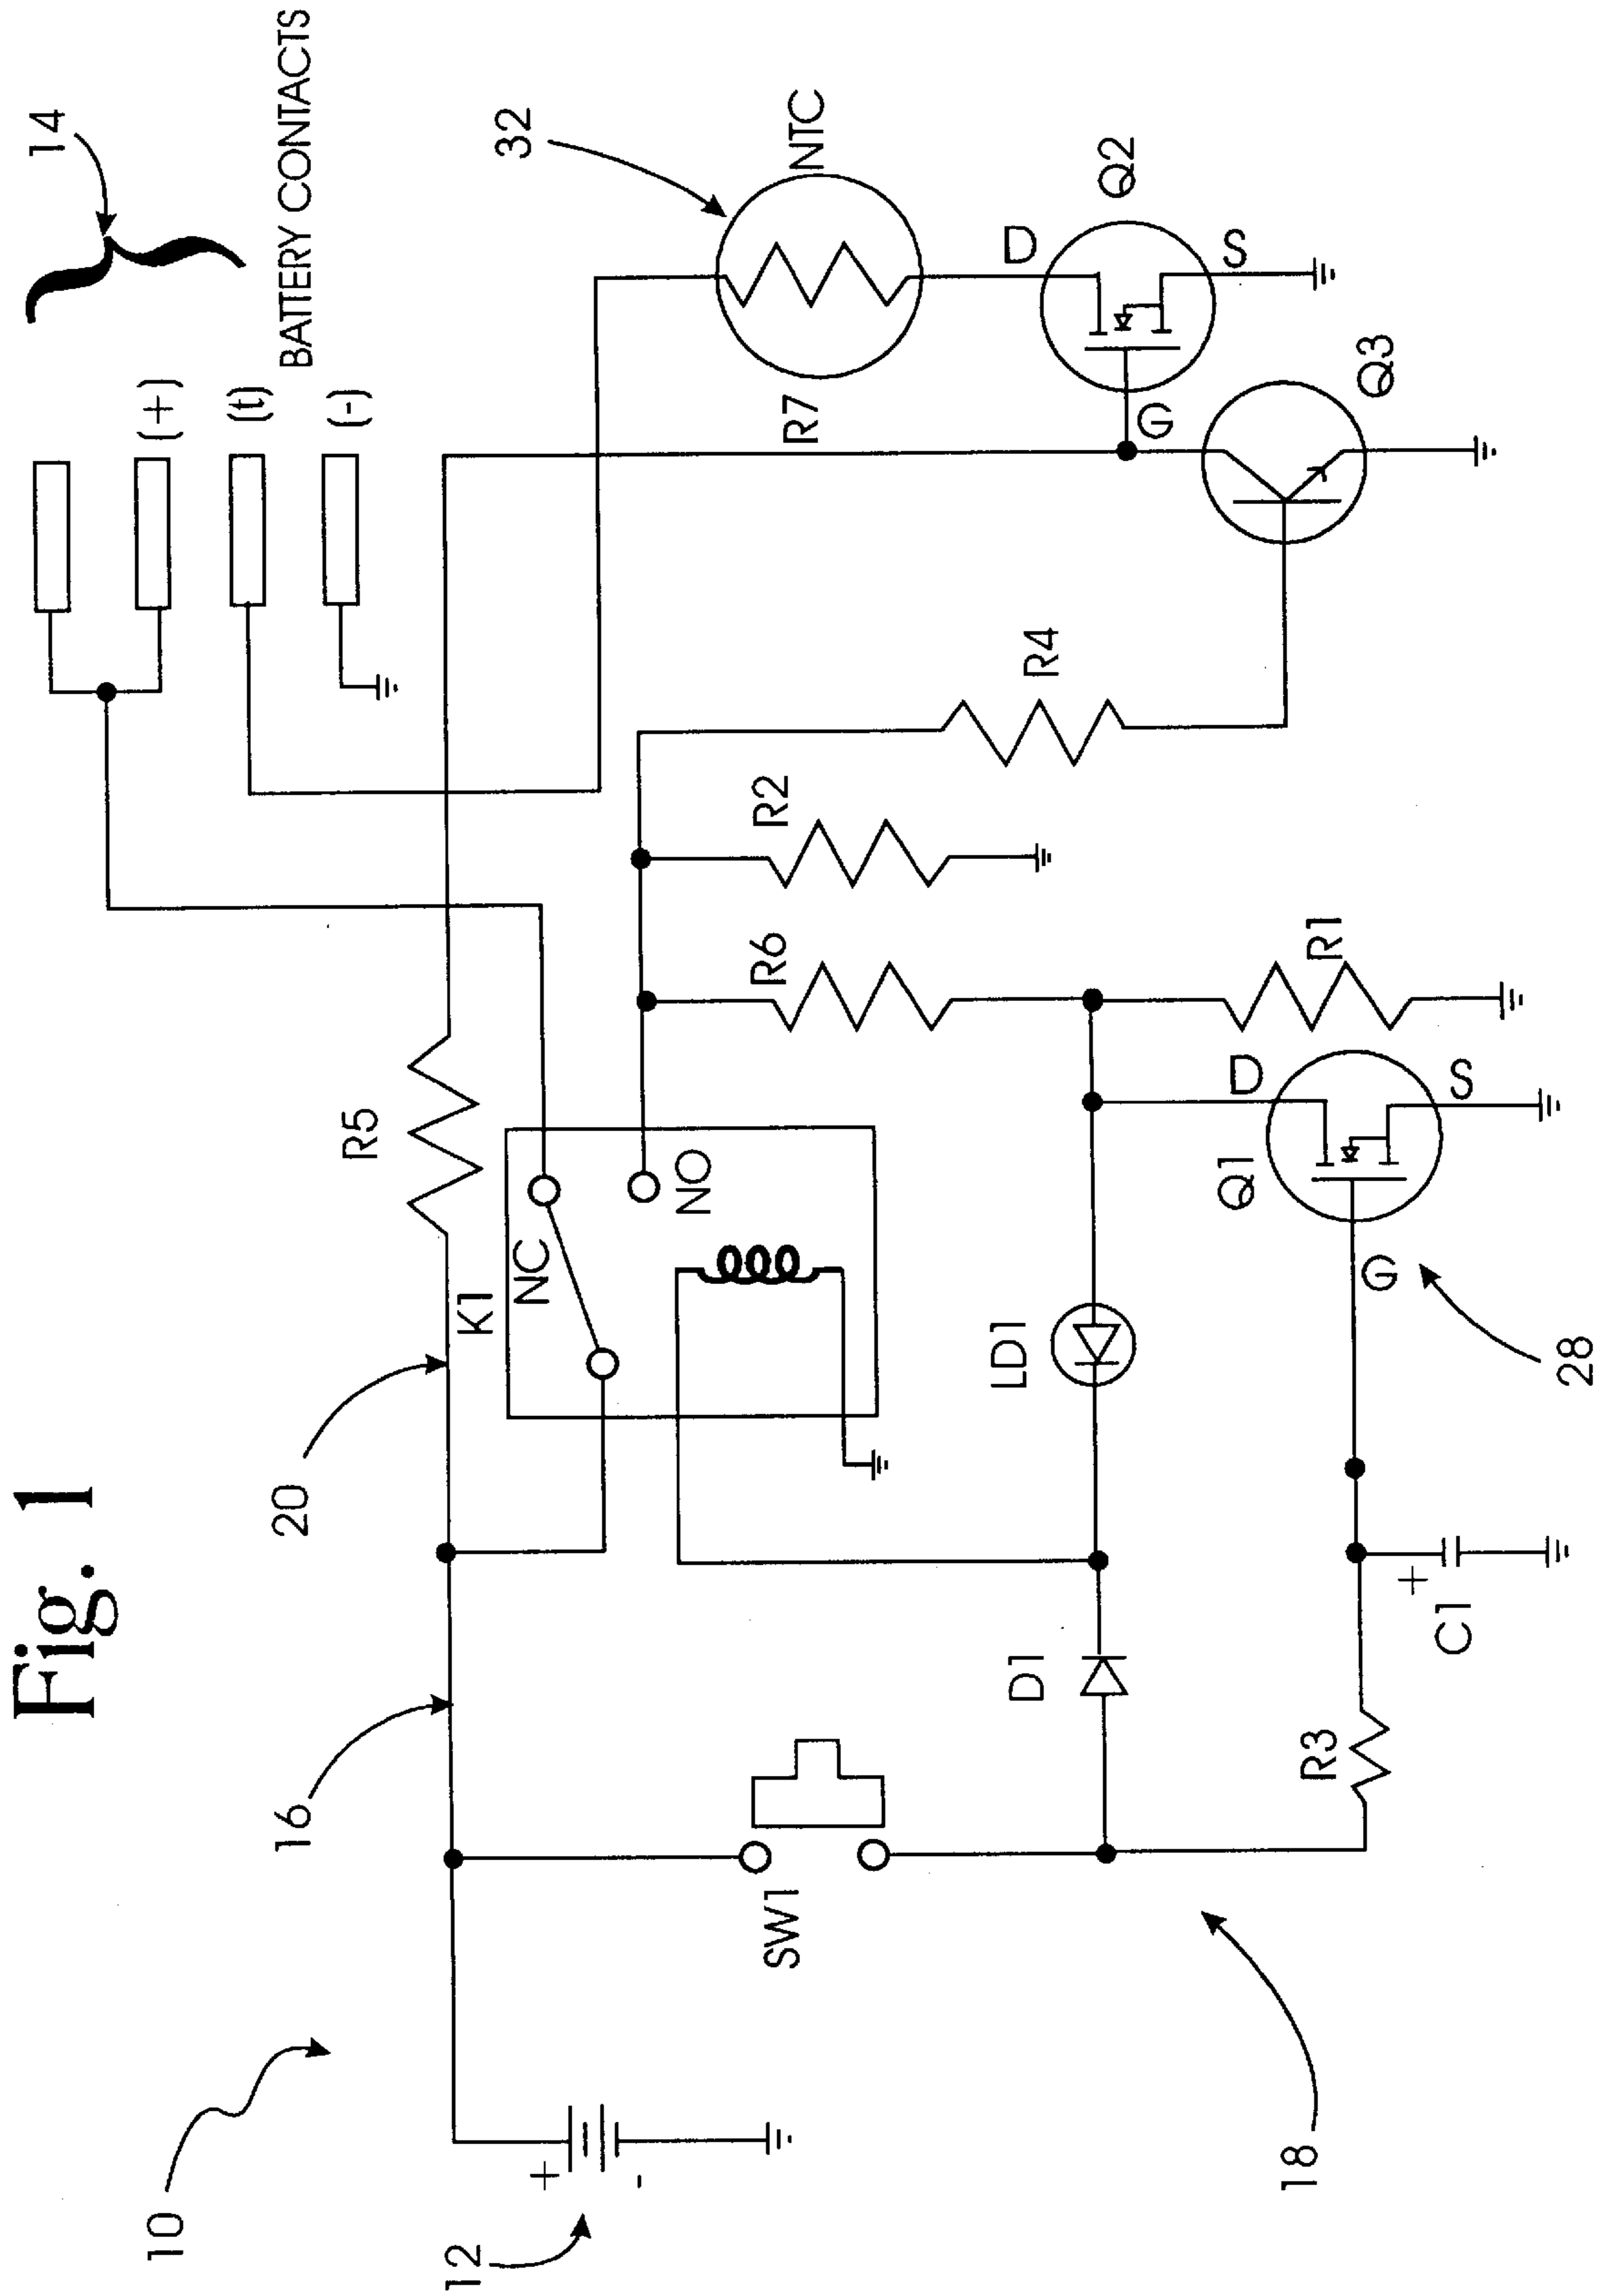 Fig. 1
10
12
+
-
16
20
14
BATTERY CONTACTS
(+)
(t)
(-)
R5
K1
NC
NO
32
NTC
R7
D
Q2
S
G
Q3
R4
R2
R6
R1
SW1
D1
LD1
D
Q1
S
G
28
R3
+
C1
18